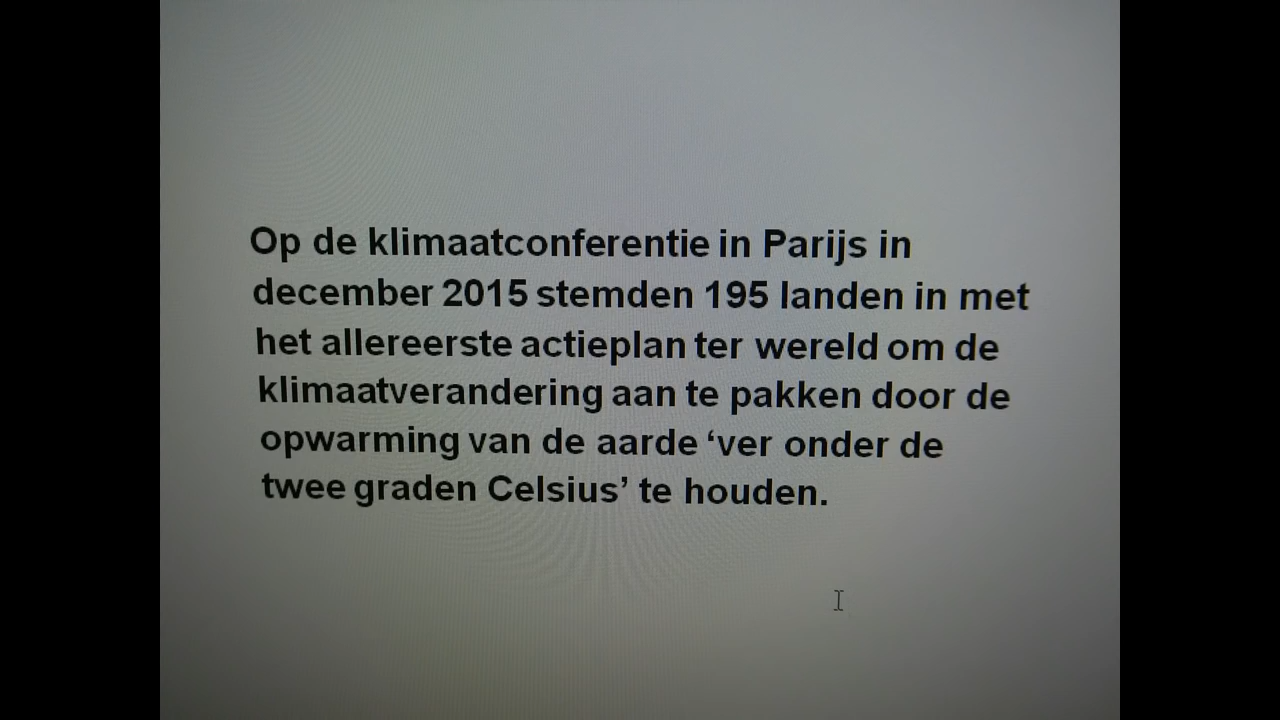 Op de klimaatconferentie in Parijs in
december 2015 stemden 195 landen in met
het allereerste actieplan ter wereld om de
klimaatverandering aan te pakken door de
opwarming van de aarde ‘ver onder de
twee graden Celsius’ te houden.